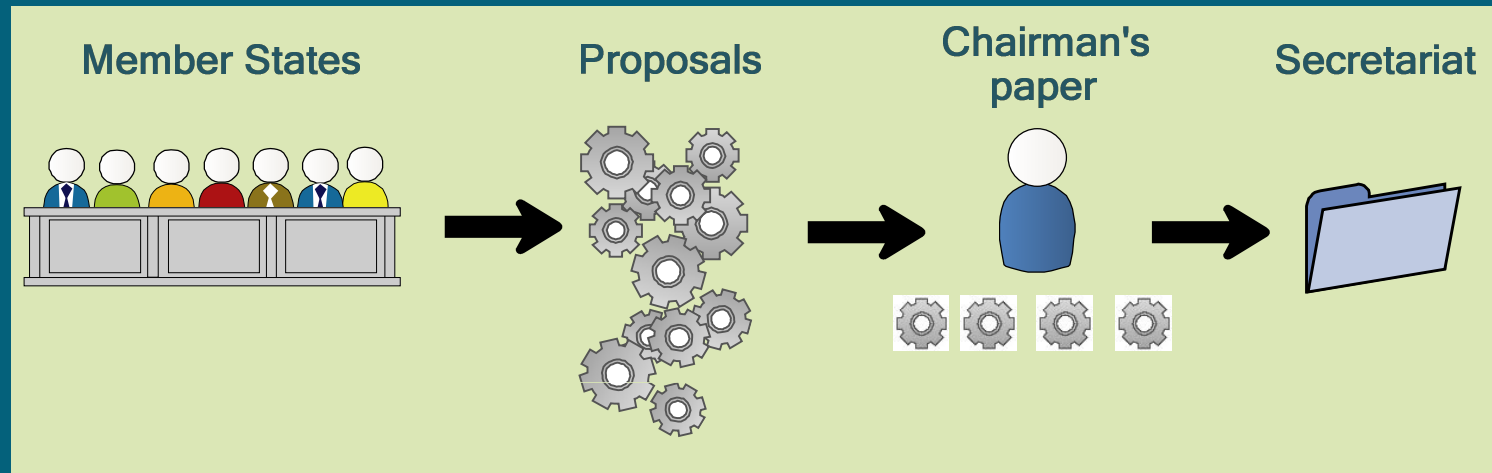 Member States
Proposals
Chairman's
paper
Secretariat